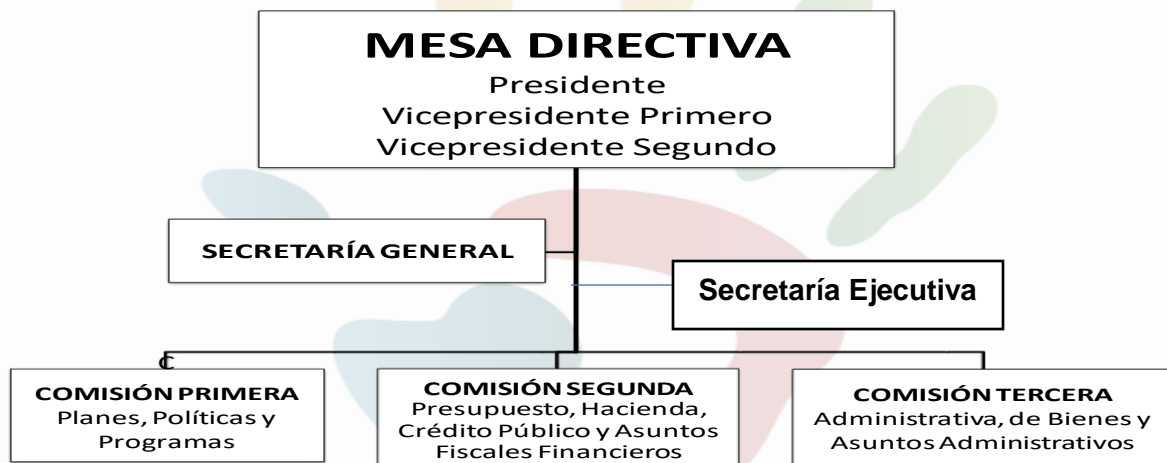 MESA DIRECTIVA
Presidente
Vicepresidente Primero
Vicepresidente Segundo
SECRETARÍA GENERAL
Secretaría Ejecutiva
C
COMISIÓN PRIMERA
Planes, Políticas y
Programas
COMISIÓN SEGUNDA
Presupuesto, Hacienda,
Crédito Público y Asuntos
Fiscales Financieros
COMISIÓN TERCERA
Administrativa, de Bienes y
Asuntos Administrativos